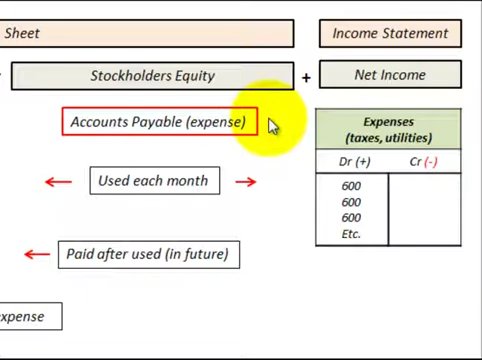 Sheet
Income Statement
Stockholders Equity
+
Net Income
Accounts Payable (expense)
Expenses
(taxes, utilities)
Dr (+)
Cr (-)
600
600
600
Etc.
Used each month
Paid after used (in future)
expense